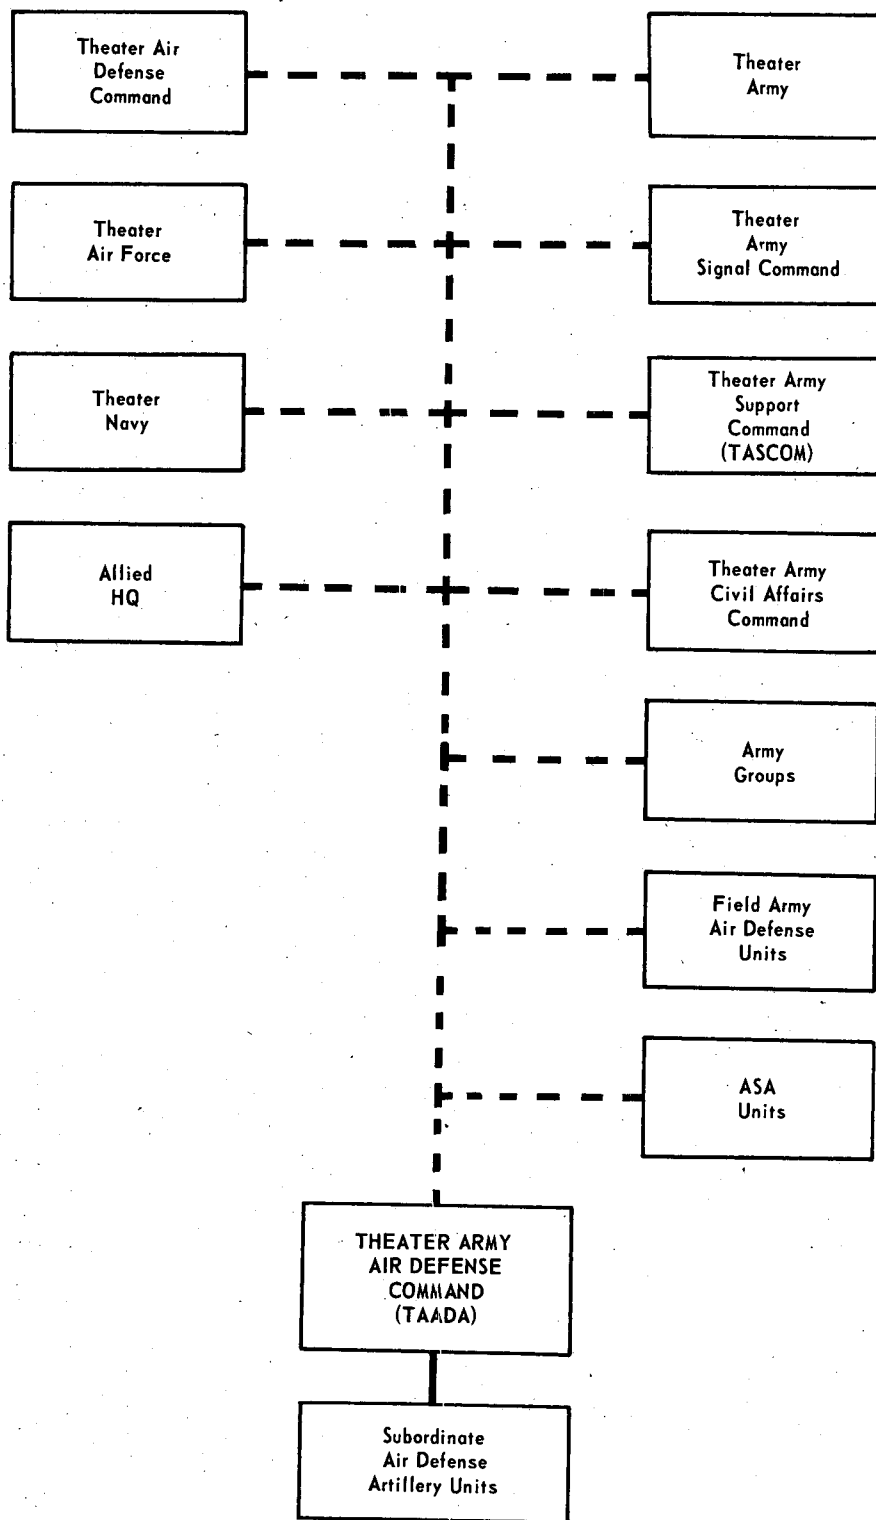 Theater Air
Defense
Command
Theater
Army
Theater
Air Force
Theater
Army
Signal Command
Theater
Navy
Theater Army
Support
Command
(TASCOM)
Allied
HQ
Theater Army
Civil Affairs
Command
Army
Groups
Field Army
Air Defense
Units
ASA
Units
THEATER ARMY
AIR DEFENSE
COMMAND
(TAADA)
Subordinate
Air Defense
Artillery Units